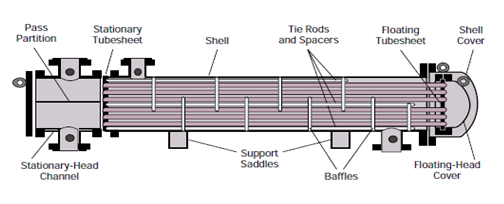 Pass
Partition
Stationary
Tubesheet
Shell
Tie Rods
and Spacers
Floating
Tubesheet
Shell
Cover
Stationary-Head
Channel
Support
Saddles
Baffles
Floating-Head
Cover